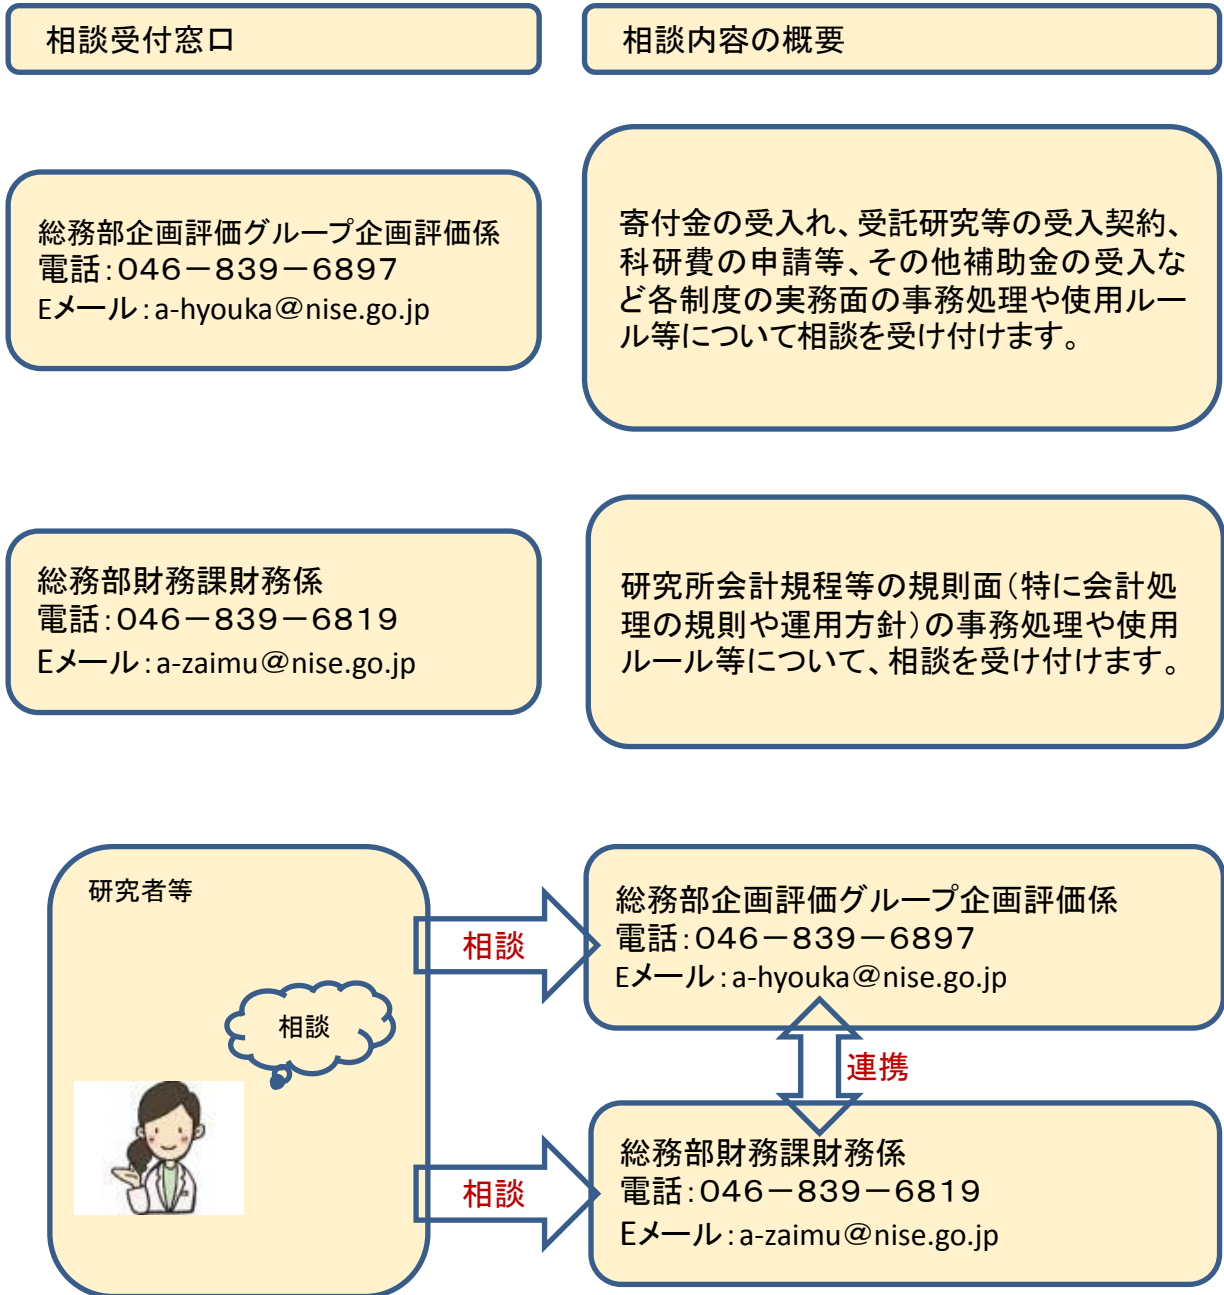 相談受付窓口
相談内容の概要
総務部企画評価グループ企画評価係
電話：０４６－８３９－６８９７
Eメール：a-hyouka＠nise.go.jp
寄付金の受入れ、受託研究等の受入契約、
科研費の申請等、その他補助金の受入な
ど各制度の実務面の事務処理や使用ルー
ル等について相談を受け付けます。
総務部財務課財務係
電話：０４６－８３９－６８１９
Eメール：a-zaimu＠nise.go.jp
研究所会計規程等の規則面（特に会計処
理の規則や運用方針）の事務処理や使用
ルール等について、相談を受け付けます。
研究者等
相談
相談
総務部企画評価グループ企画評価係
電話：０４６－８３９－６８９７
Eメール：a-hyouka＠nise.go.jp
連携
相談
総務部財務課財務係
電話：０４６－８３９－６８１９
Eメール：a-zaimu＠nise.go.jp